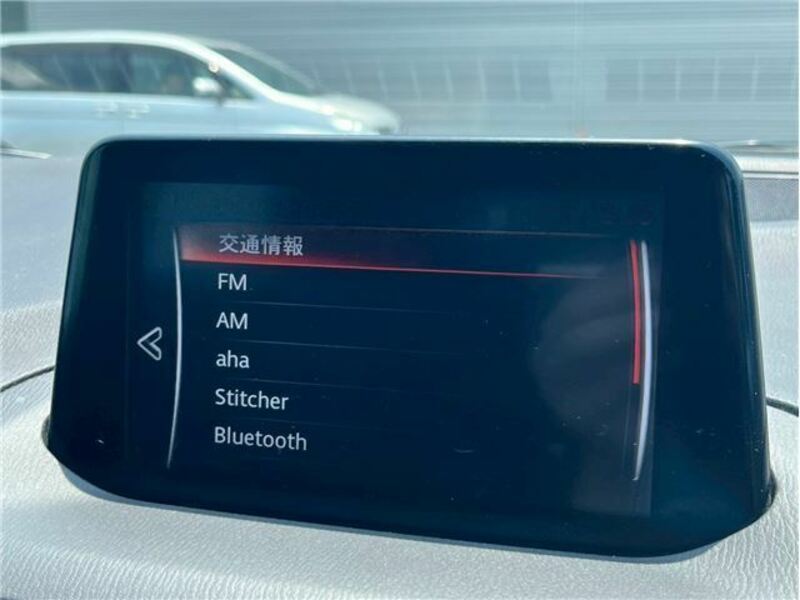 交通情報
FM
AM
aha
Stitcher
Bluetooth